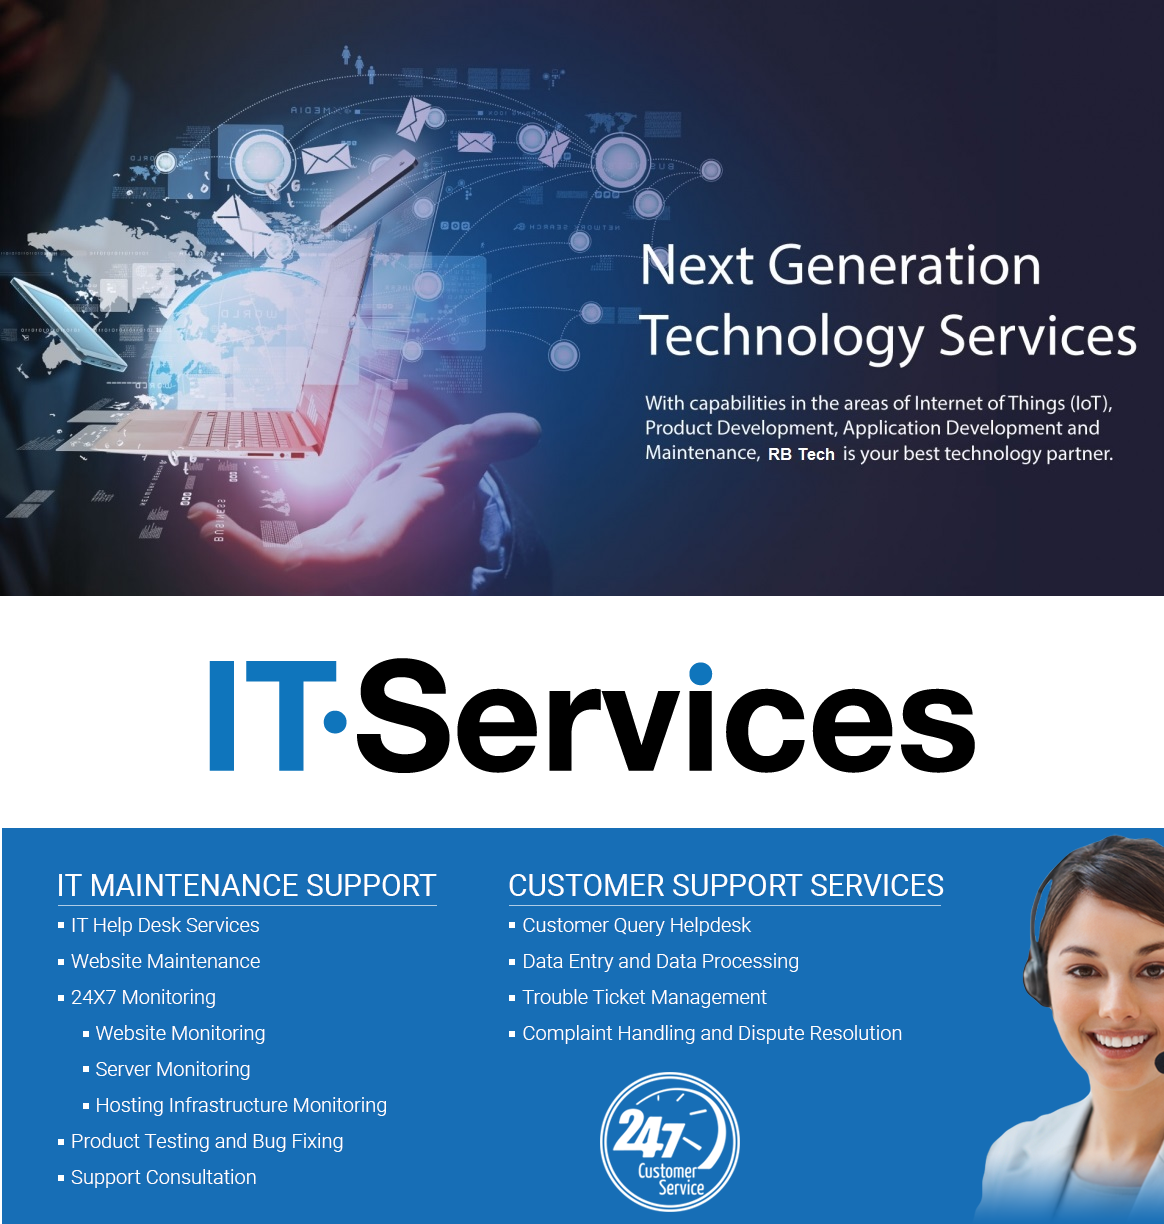 Next Generation
Technology Services
With capabilities in the areas of Internet of Things (IoT),
Product Development, Application Development and
Maintenance, RB Tech is your best technology partner.
IT·Services
IT MAINTENANCE SUPPORT
▪ IT Help Desk Services
▪ Website Maintenance
▪ 24X7 Monitoring
▪ Website Monitoring
▪ Server Monitoring
▪ Hosting Infrastructure Monitoring
▪ Product Testing and Bug Fixing
▪ Support Consultation
CUSTOMER SUPPORT SERVICES
▪ Customer Query Helpdesk
▪ Data Entry and Data Processing
▪ Trouble Ticket Management
▪ Complaint Handling and Dispute Resolution
247
Customer
Service